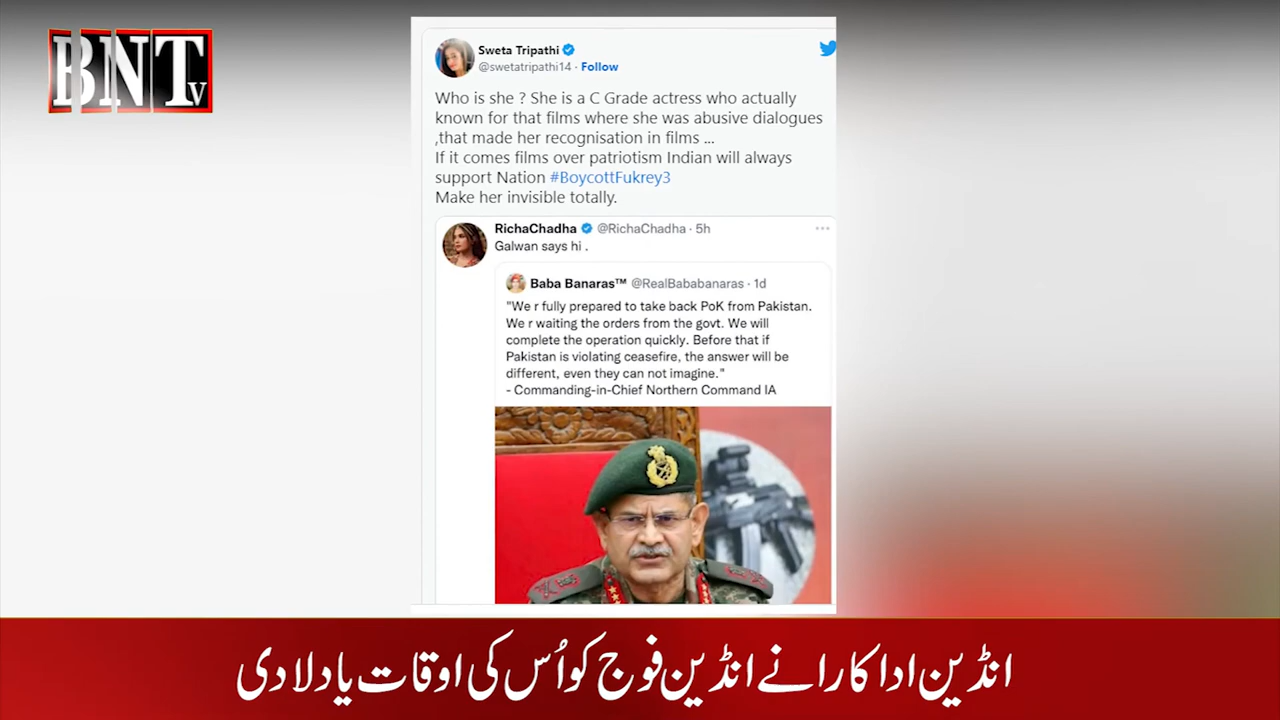 BNTv
Sweta Tripathi
@swetatripathi14 · Follow
Who is she ? She is a C Grade actress who actually
known for that films where she was abusive dialogues
,that made her recognisation in films ...
If it comes films over patriotism Indian will always
support Nation #BoycottFukrey3
Make her invisible totally.
RichaChadha @RichaChadha · 5h
Galwan says hi .
Baba Banaras™ @RealBababanaras · 1d
"We r fully prepared to take back PoK from Pakistan.
We r waiting the orders from the govt. We will
complete the operation quickly. Before that if
Pakistan is violating ceasefire, the answer will be
different, even they can not imagine."
- Commanding-in-Chief Northern Command IA
انڈین اداکارا نے انڈین فوج کو اُس کی اوقات یاد دلا دی